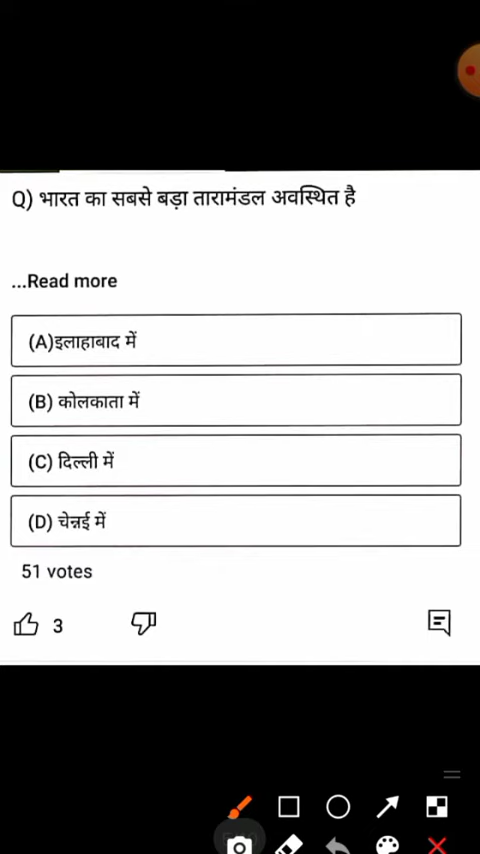 Q) भारत का सबसे बड़ा तारामंडल अवस्थित है
...Read more
(A)इलाहाबाद में
(B) कोलकाता में
(C) दिल्ली में
(D) चेन्नई में
51 votes
3